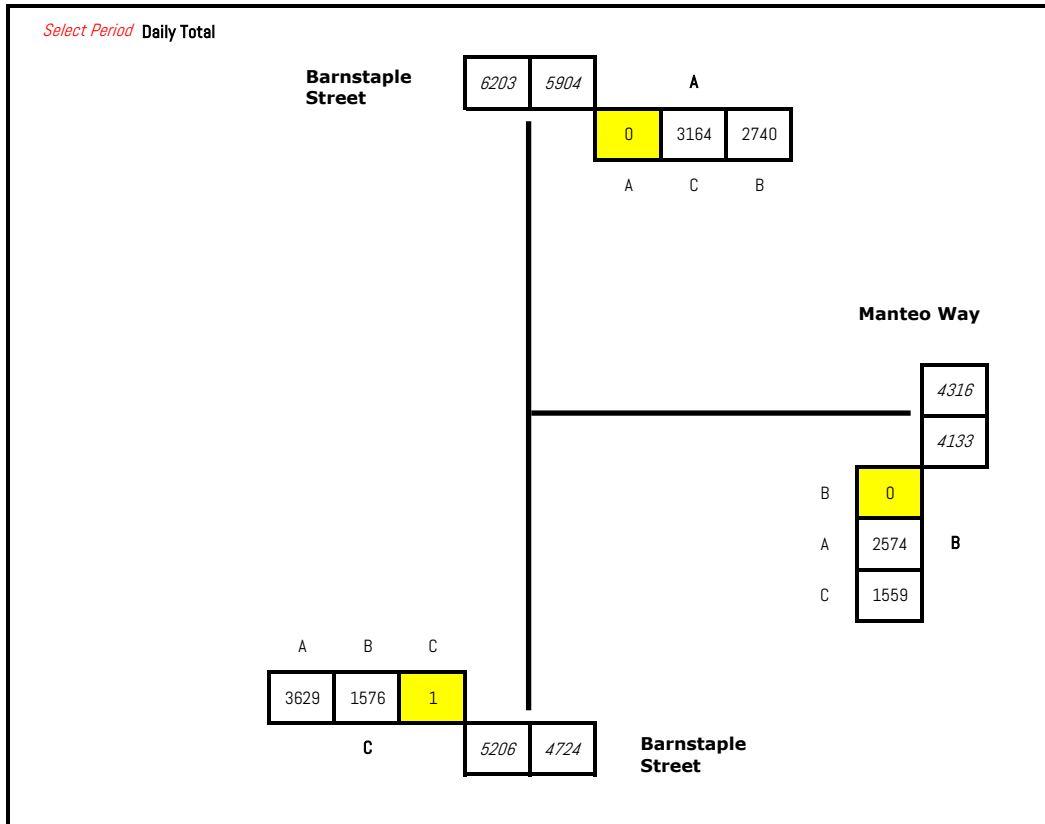 Select Period Daily Total
Barnstaple
Street
6203 5904 A
0 3164 2740
A C B
Manteo Way
4316
4133
B 0
A 2574 B
C 1559
A B C
3629 1576 1
C 5206 4724 Barnstaple
Street